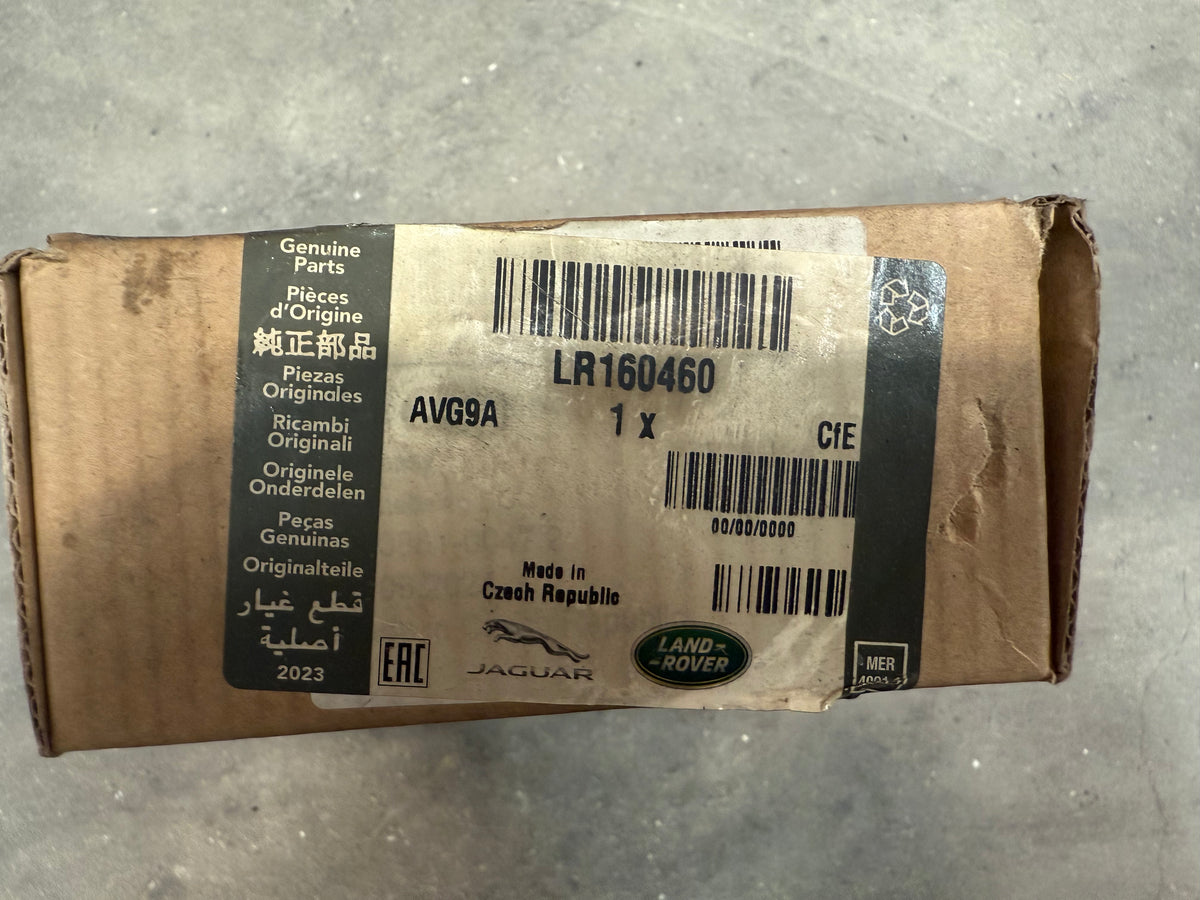 Genuine
Parts
Pièces
d'Origine
純正部品
Piezas
Originales
Ricambi
Originali
Originele
Onderdelen
Peças
Genuinas
Originalteile
قطع غيار
أصلية
2023
LR160460
AVG9A
1 x
CfE
00/00/0000
Made in
Czech Republic
EAC
JAGUAR
LAND-
-ROVER
MER